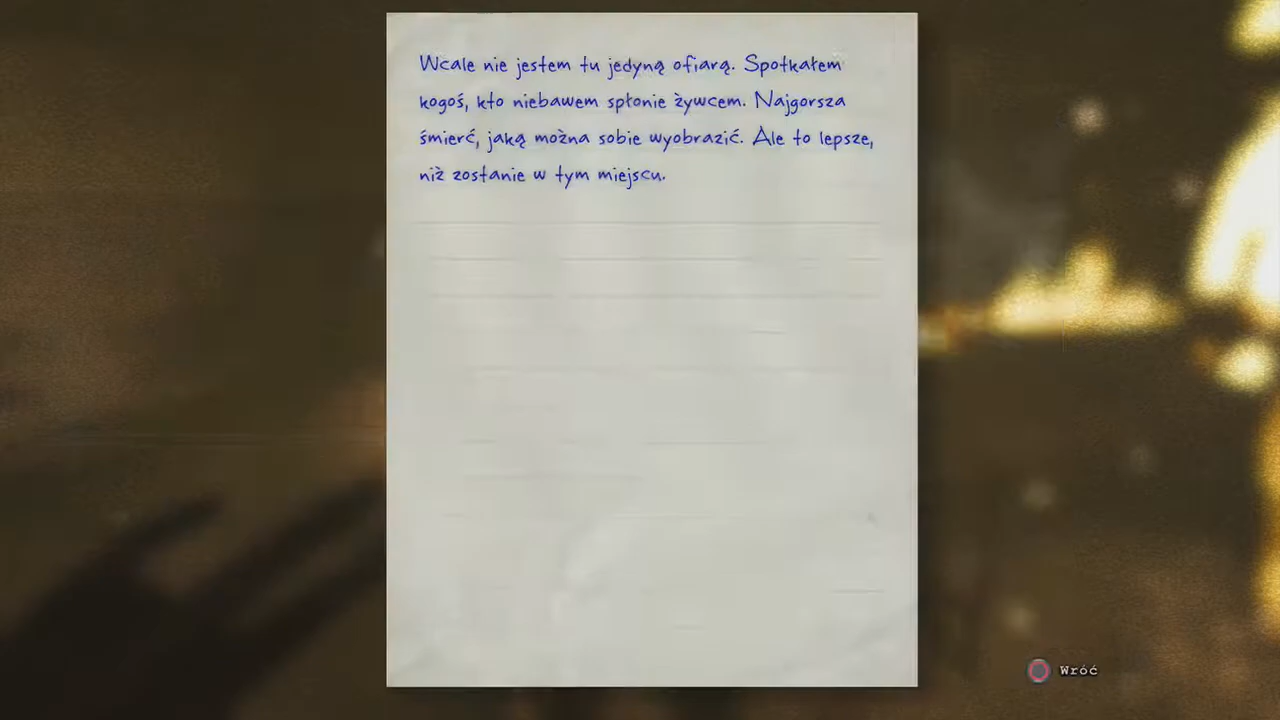 Wcale nie jestem tu jedyną ofiarą. Spotkałem
kogoś, kto niebawem spłonie żywcem. Najgorsza
śmierć, jaką można sobie wyobrazić. Ale to lepsze,
niż zostanie w tym miejscu.
Wróć